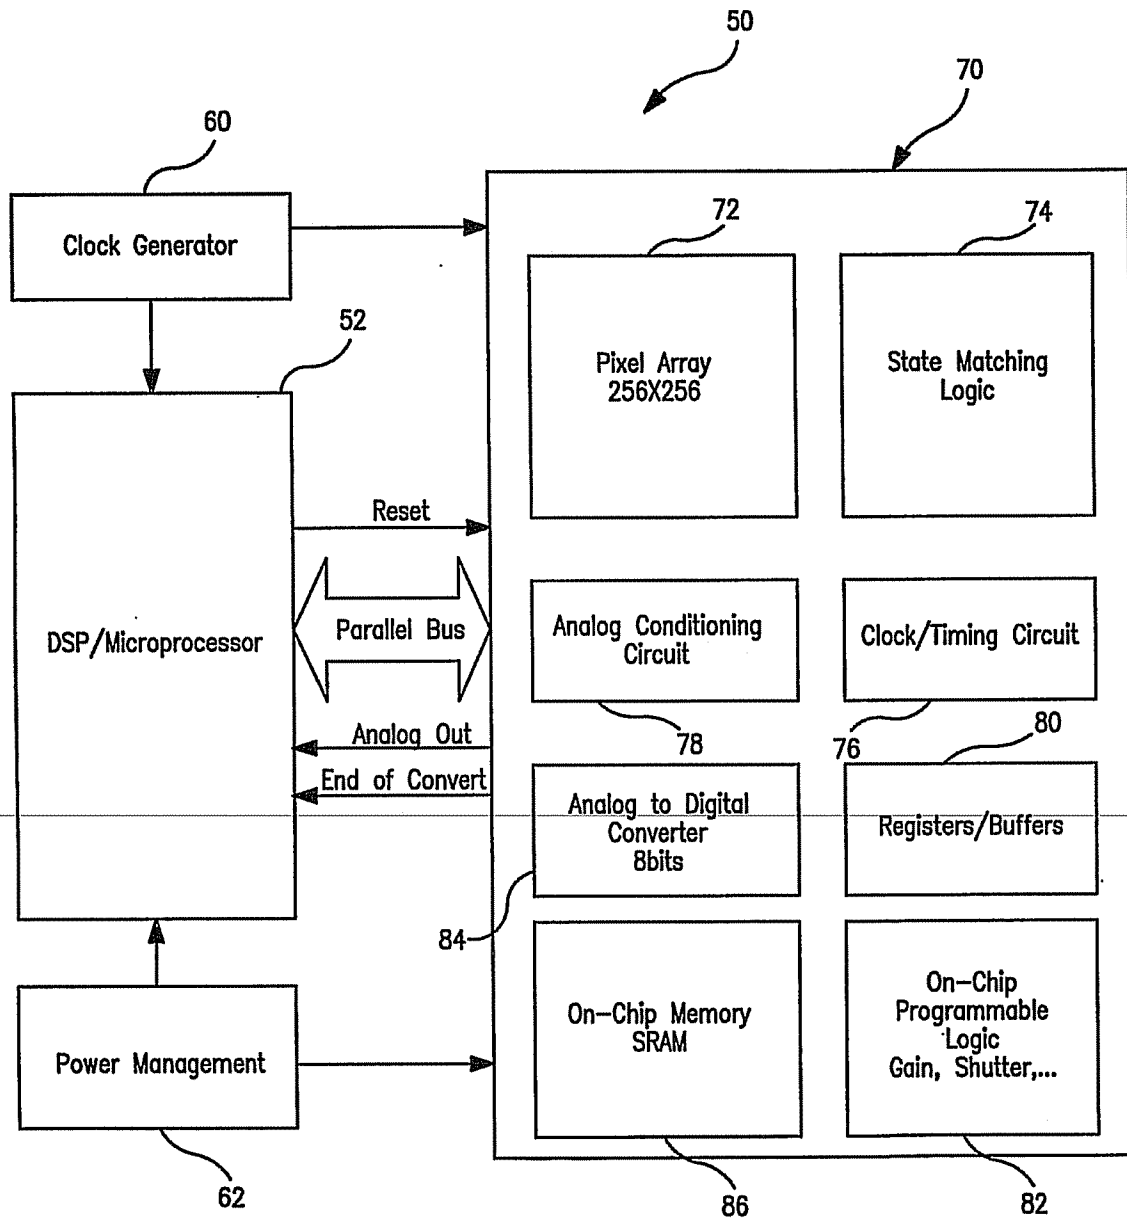 50
70
60
Clock Generator
72
74
52
Pixel Array
256X256
State Matching
Logic
Reset
DSP/Microprocessor
Parallel Bus
Analog Conditioning
Circuit
Clock/Timing Circuit
Analog Out
78
76
80
End of Convert
Analog to Digital
Converter
8bits
Registers/Buffers
84
On-Chip Memory
SRAM
On-Chip
Programmable
Logic
Gain, Shutter,...
Power Management
62
86
82